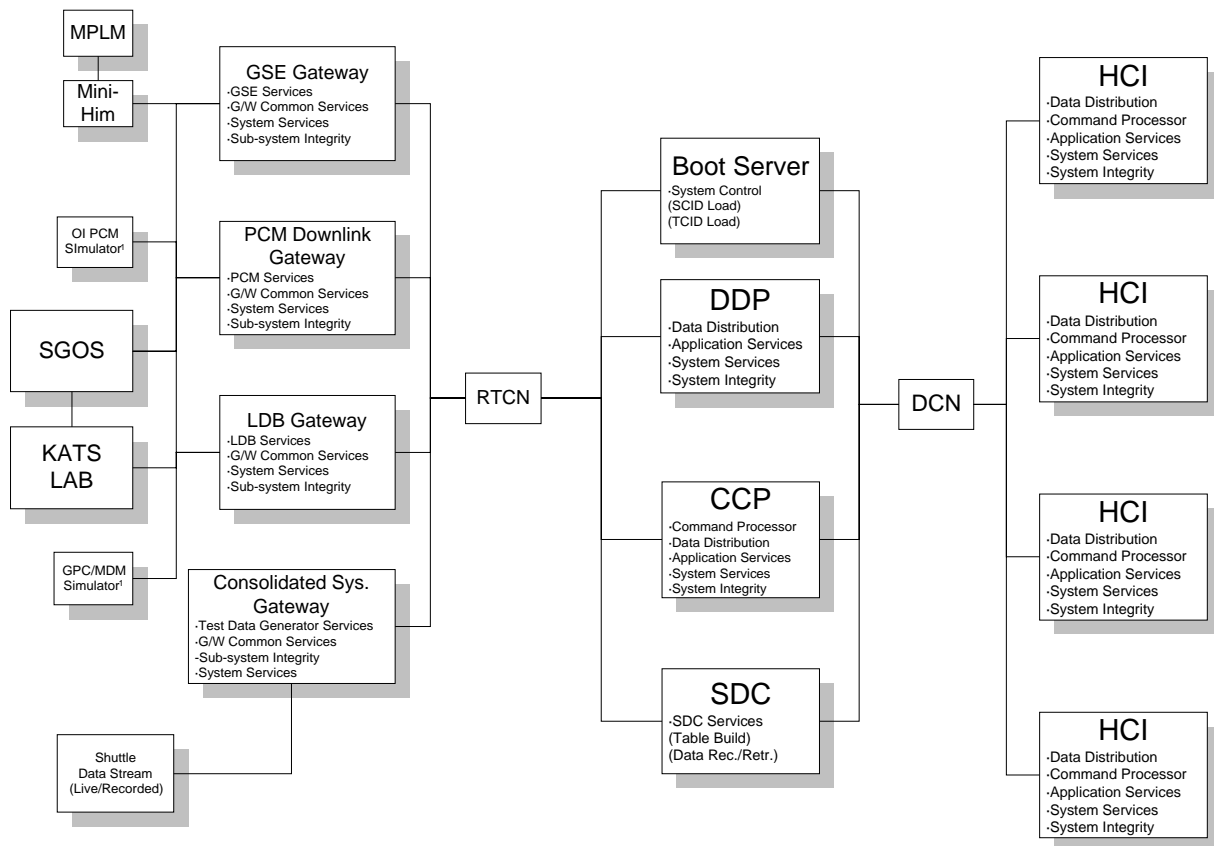 MPLM
Mini-
Him
GSE Gateway
·GSE Services
·G/W Common Services
·System Services
·Sub-system Integrity
OI PCM
SImulator¹
PCM Downlink
Gateway
·PCM Services
·G/W Common Services
·System Services
·Sub-system Integrity
SGOS
KATS
LAB
LDB Gateway
·LDB Services
·G/W Common Services
·System Services
·Sub-system Integrity
GPC/MDM
Simulator¹
Consolidated Sys.
Gateway
·Test Data Generator Services
·G/W Common Services
-Sub-system Integrity
·System Services
Shuttle
Data Stream
(Live/Recorded)
RTCN
Boot Server
·System Control
(SCID Load)
(TCID Load)
DDP
·Data Distribution
·Application Services
·System Services
·System Integrity
CCP
·Command Processor
·Data Distribution
·Application Services
·System Services
·System Integrity
SDC
·SDC Services
(Table Build)
(Data Rec./Retr.)
DCN
HCI
·Data Distribution
·Command Processor
·Application Services
·System Services
·System Integrity
HCI
·Data Distribution
·Command Processor
·Application Services
·System Services
·System Integrity
HCI
·Data Distribution
·Command Processor
·Application Services
·System Services
·System Integrity
HCI
·Data Distribution
·Command Processor
·Application Services
·System Services
·System Integrity